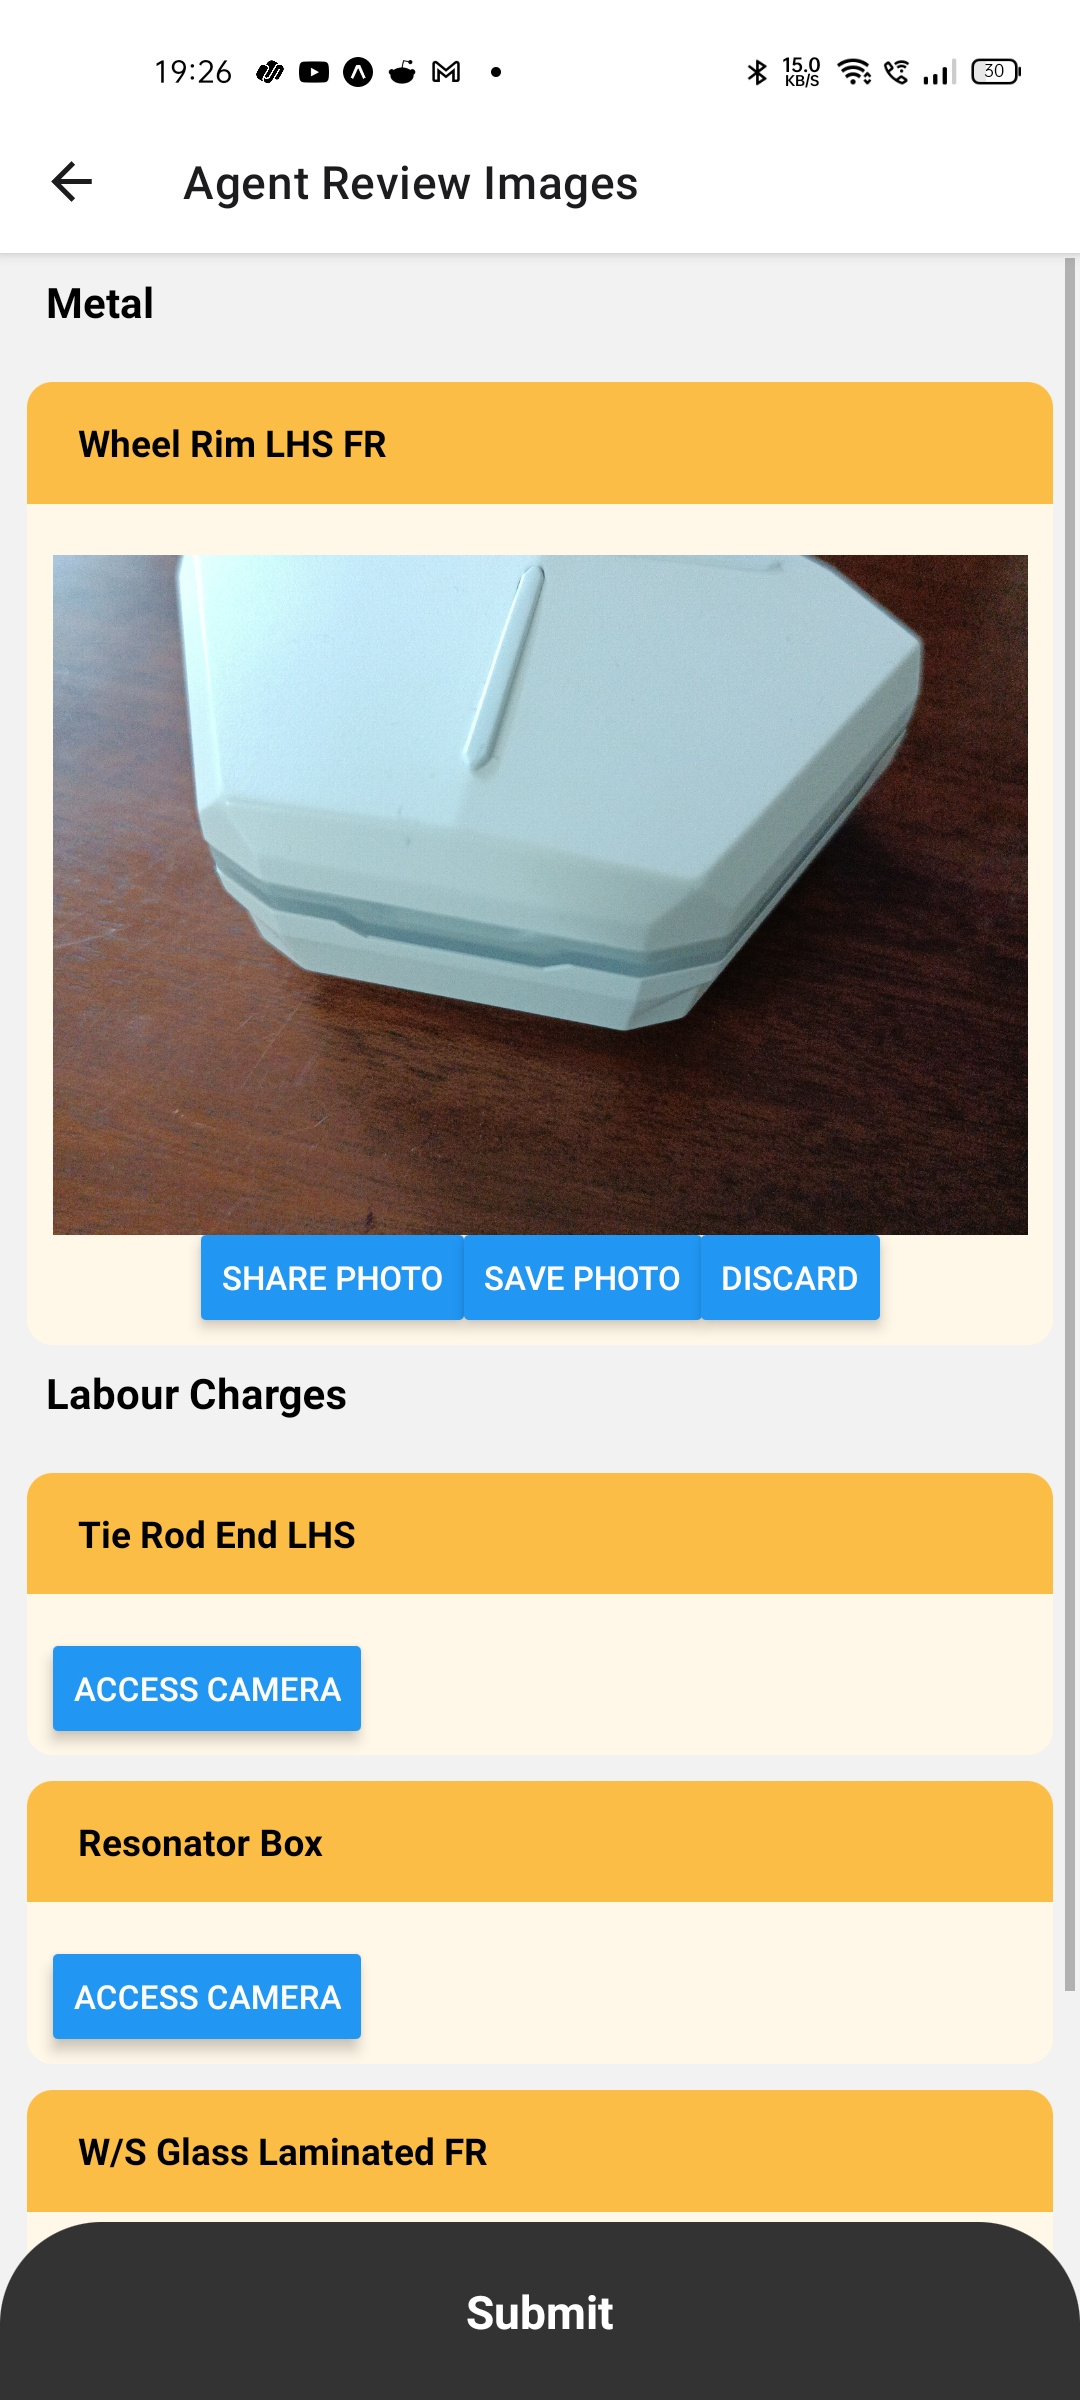 19:26
15.0
KB/S
30
Agent Review Images
Metal
Wheel Rim LHS FR
SHARE PHOTO SAVE PHOTO DISCARD
Labour Charges
Tie Rod End LHS
ACCESS CAMERA
Resonator Box
ACCESS CAMERA
W/S Glass Laminated FR
Submit